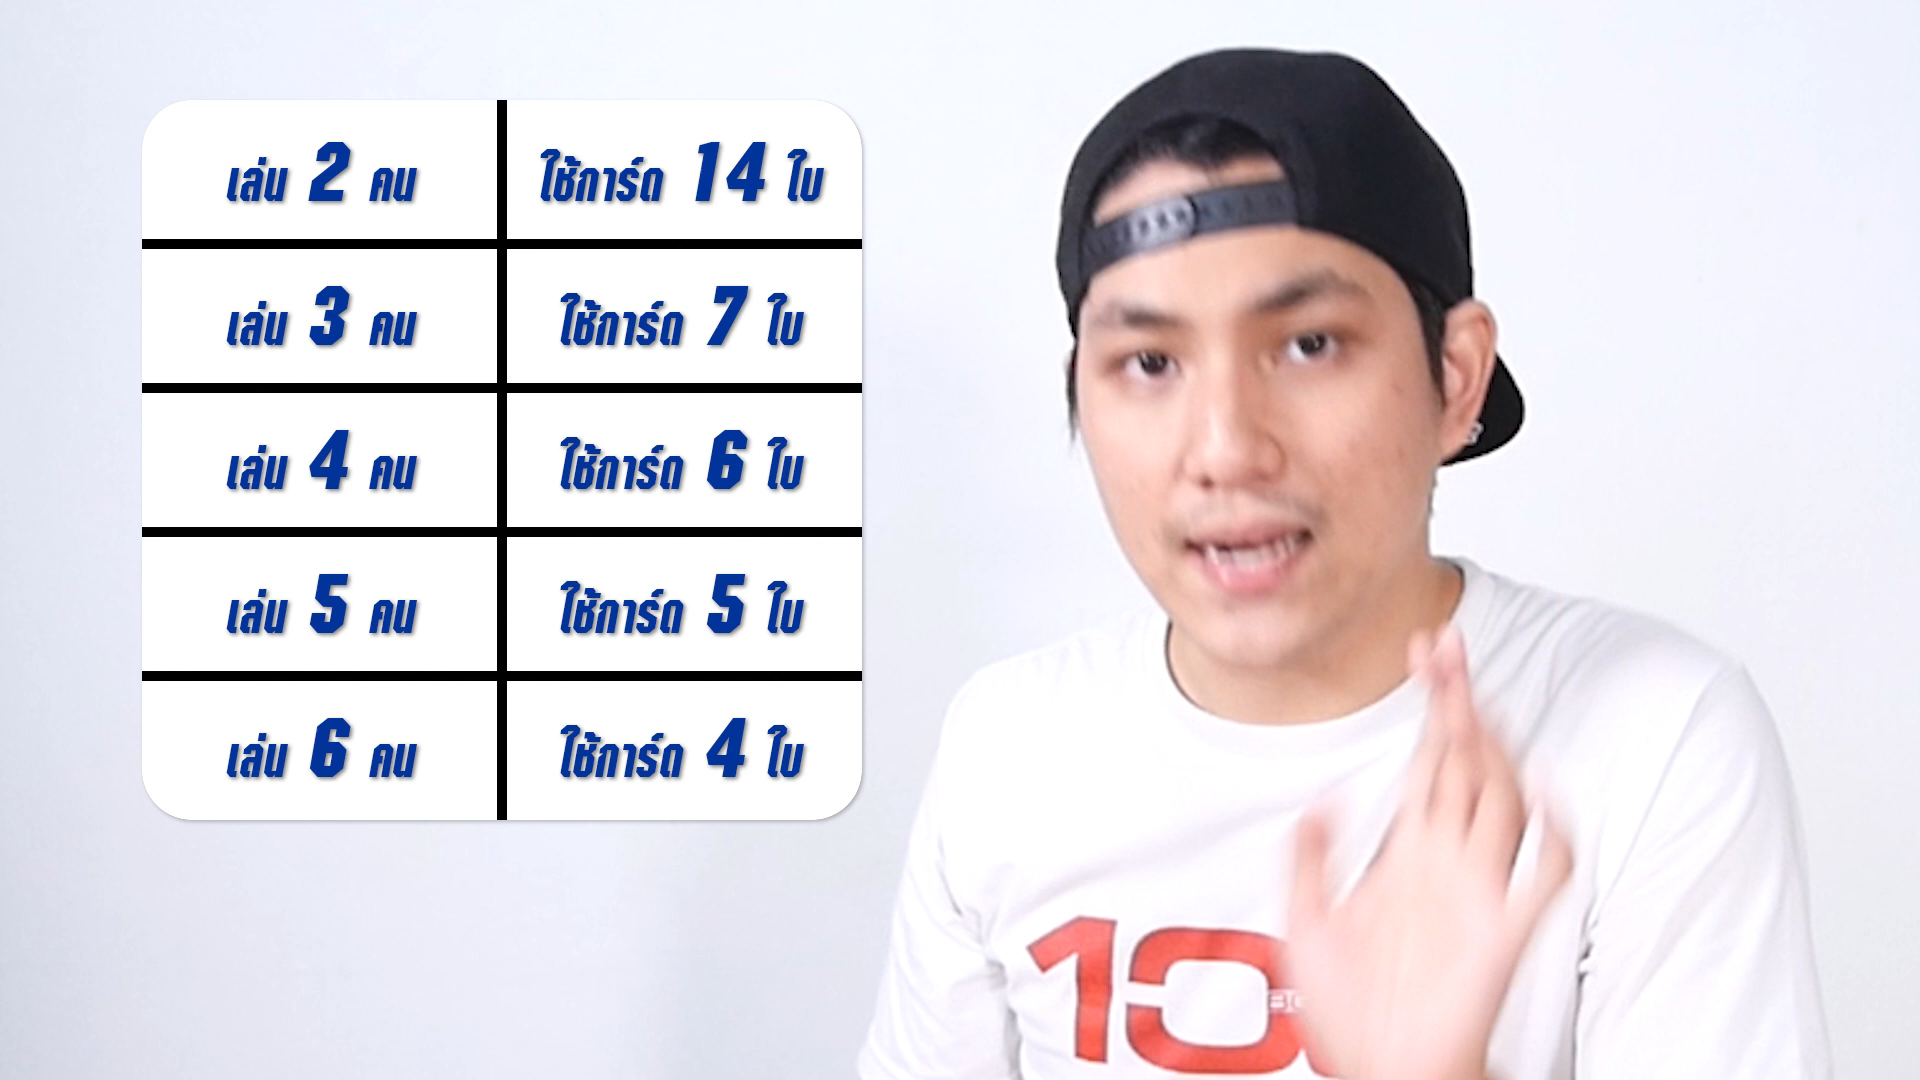 เล่น 2 คน ใช้การ์ด 14 ใบ
เล่น 3 คน ใช้การ์ด 7 ใบ
เล่น 4 คน ใช้การ์ด 6 ใบ
เล่น 5 คน ใช้การ์ด 5 ใบ
เล่น 6 คน ใช้การ์ด 4 ใบ
10